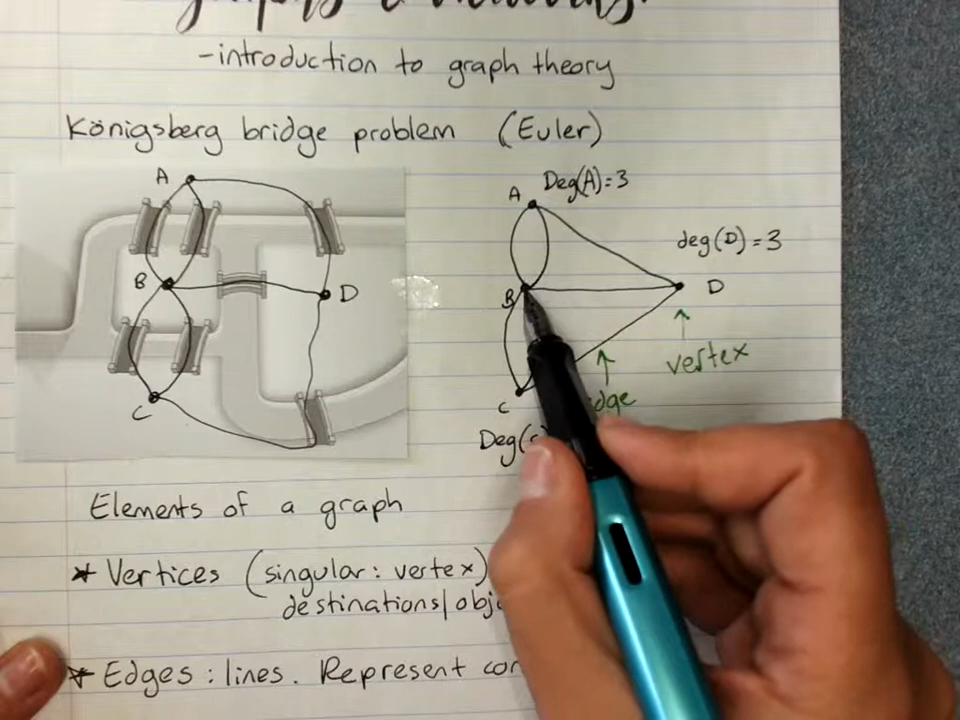 -introduction to graph theory
Königsberg bridge problem (Euler)
A
B
D
C
A Deg(A)=3
deg(D) = 3
B
D
vertex
C
Deg(
Elements of a graph
* Vertices (singular: vertex)
destinations/
* Edges : lines. Represent